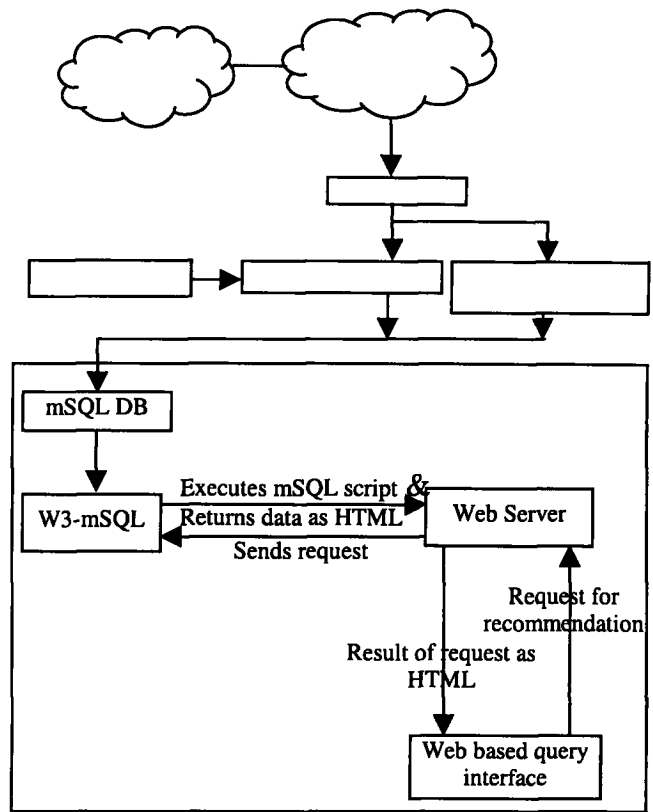 mSQL DB
W3-mSQL
Executes mSQL script &
Returns data as HTML
Sends request
Web Server
Request for
recommendation
Result of request as
HTML
Web based query
interface